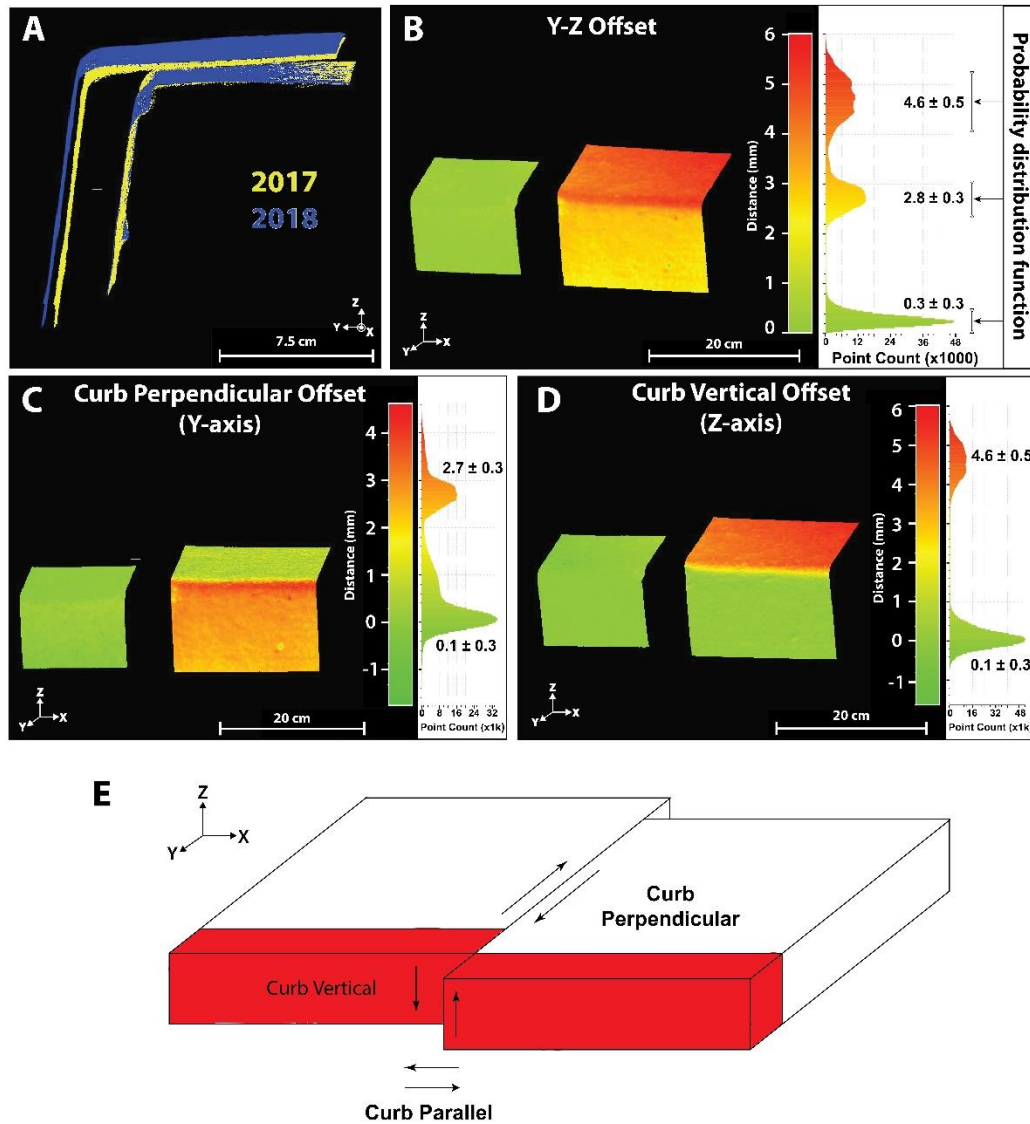 A
2017
2018
Z
Y
X
7.5 cm
B
Y-Z Offset
6
5
4
3
2
1
0
Distance (mm)
Z
Y
X
20 cm
4.6 ± 0.5
2.8 ± 0.3
0.3 ± 0.3
0
12
24
36
48
Point Count (x1000)
Probability distribution function
C
Curb Perpendicular Offset
(Y-axis)
4
3
2
1
0
-1
Distance (mm)
Z
Y
X
20 cm
2.7 ± 0.3
0.1 ± 0.3
0 8 16 24 32
Point Count (x1k)
D
Curb Vertical Offset
(Z-axis)
6
5
4
3
2
1
0
-1
Distance (mm)
Z
Y
X
20 cm
4.6 ± 0.5
0.1 ± 0.3
0 16 32 48
Point Count (x1k)
E
Z
Y
X
Curb
Perpendicular
Curb Vertical
Curb Parallel